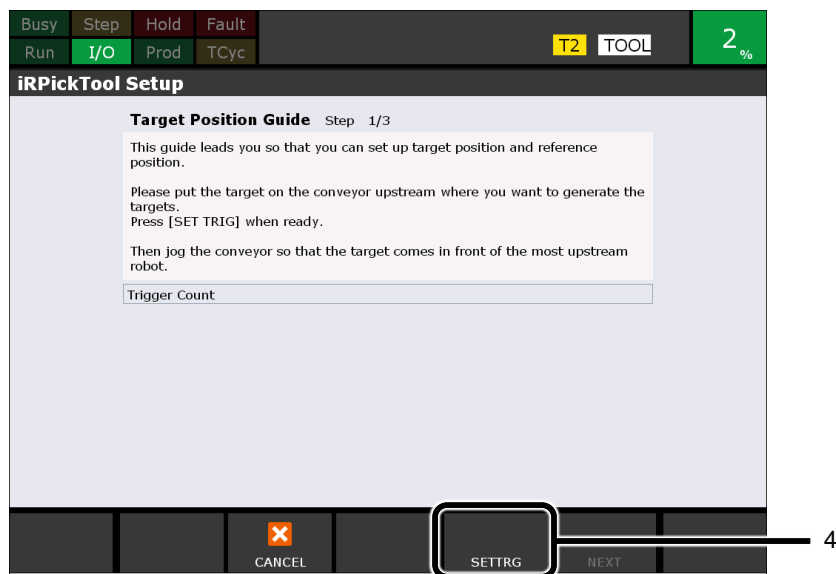 Busy Step Hold Fault
Run I/O Prod TCyc
T2 TOOL 2 %
iRPickTool Setup
Target Position Guide Step 1/3
This guide leads you so that you can set up target position and reference
position.
Please put the target on the conveyor upstream where you want to generate the
targets.
Press [SET TRIG] when ready.
Then jog the conveyor so that the target comes in front of the most upstream
robot.
Trigger Count
4
CANCEL SETTRG NEXT